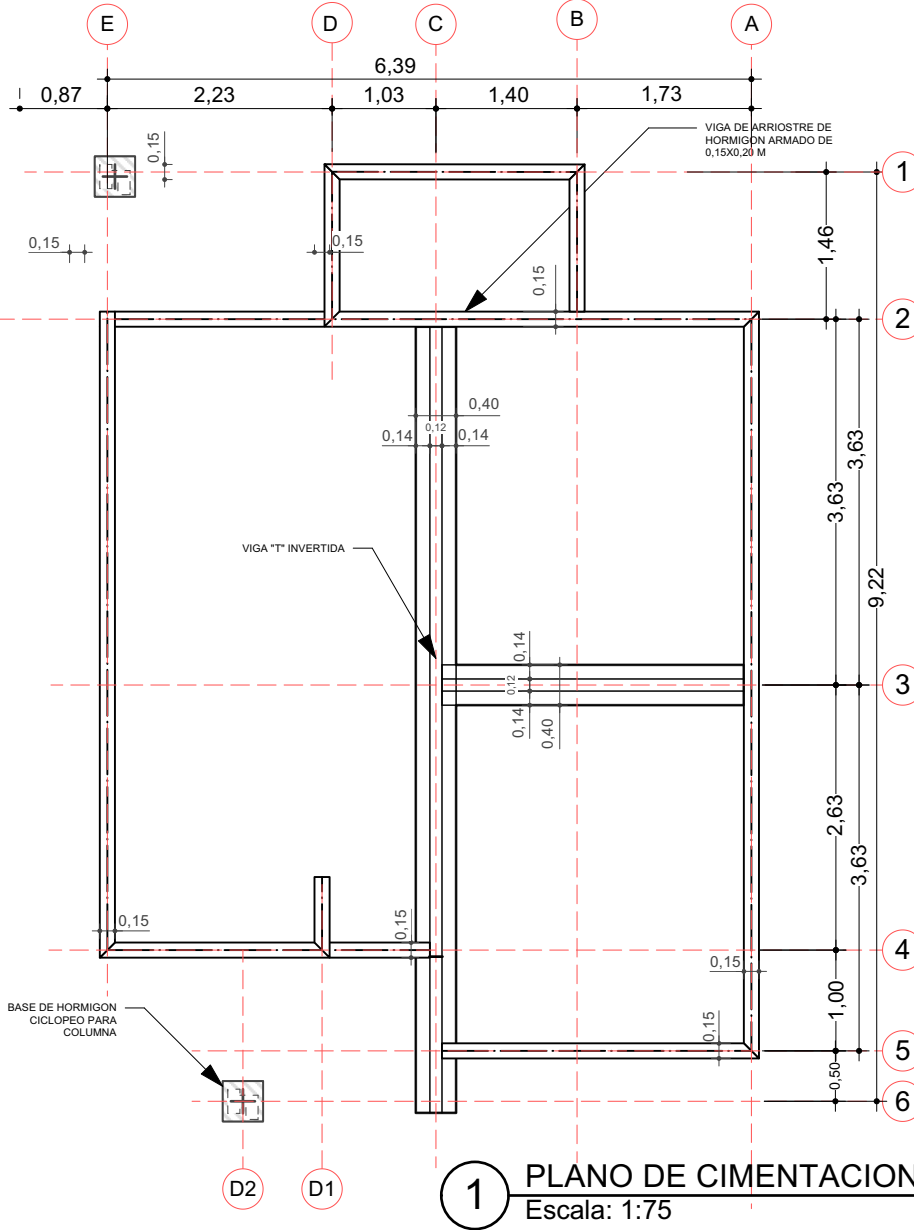 E
D
C
B
A
6,39
0,87
2,23
1,03
1,40
1,73
VIGA DE ARRIOSTRE DE
HORMIGON ARMADO DE
0,15X0,20 M
0,15
1
1,46
0,15
0,15
0,15
2
0,40
0,14
0,12
0,14
3,63
3,63
9,22
VIGA "T" INVERTIDA
0,14
0,12
0,14
0,40
3
2,63
3,63
0,15
0,15
0,15
4
1,00
BASE DE HORMIGON
CICLOPEO PARA
COLUMNA
0,15
5
0,50
6
D2
D1
1
PLANO DE CIMENTACION
Escala: 1:75